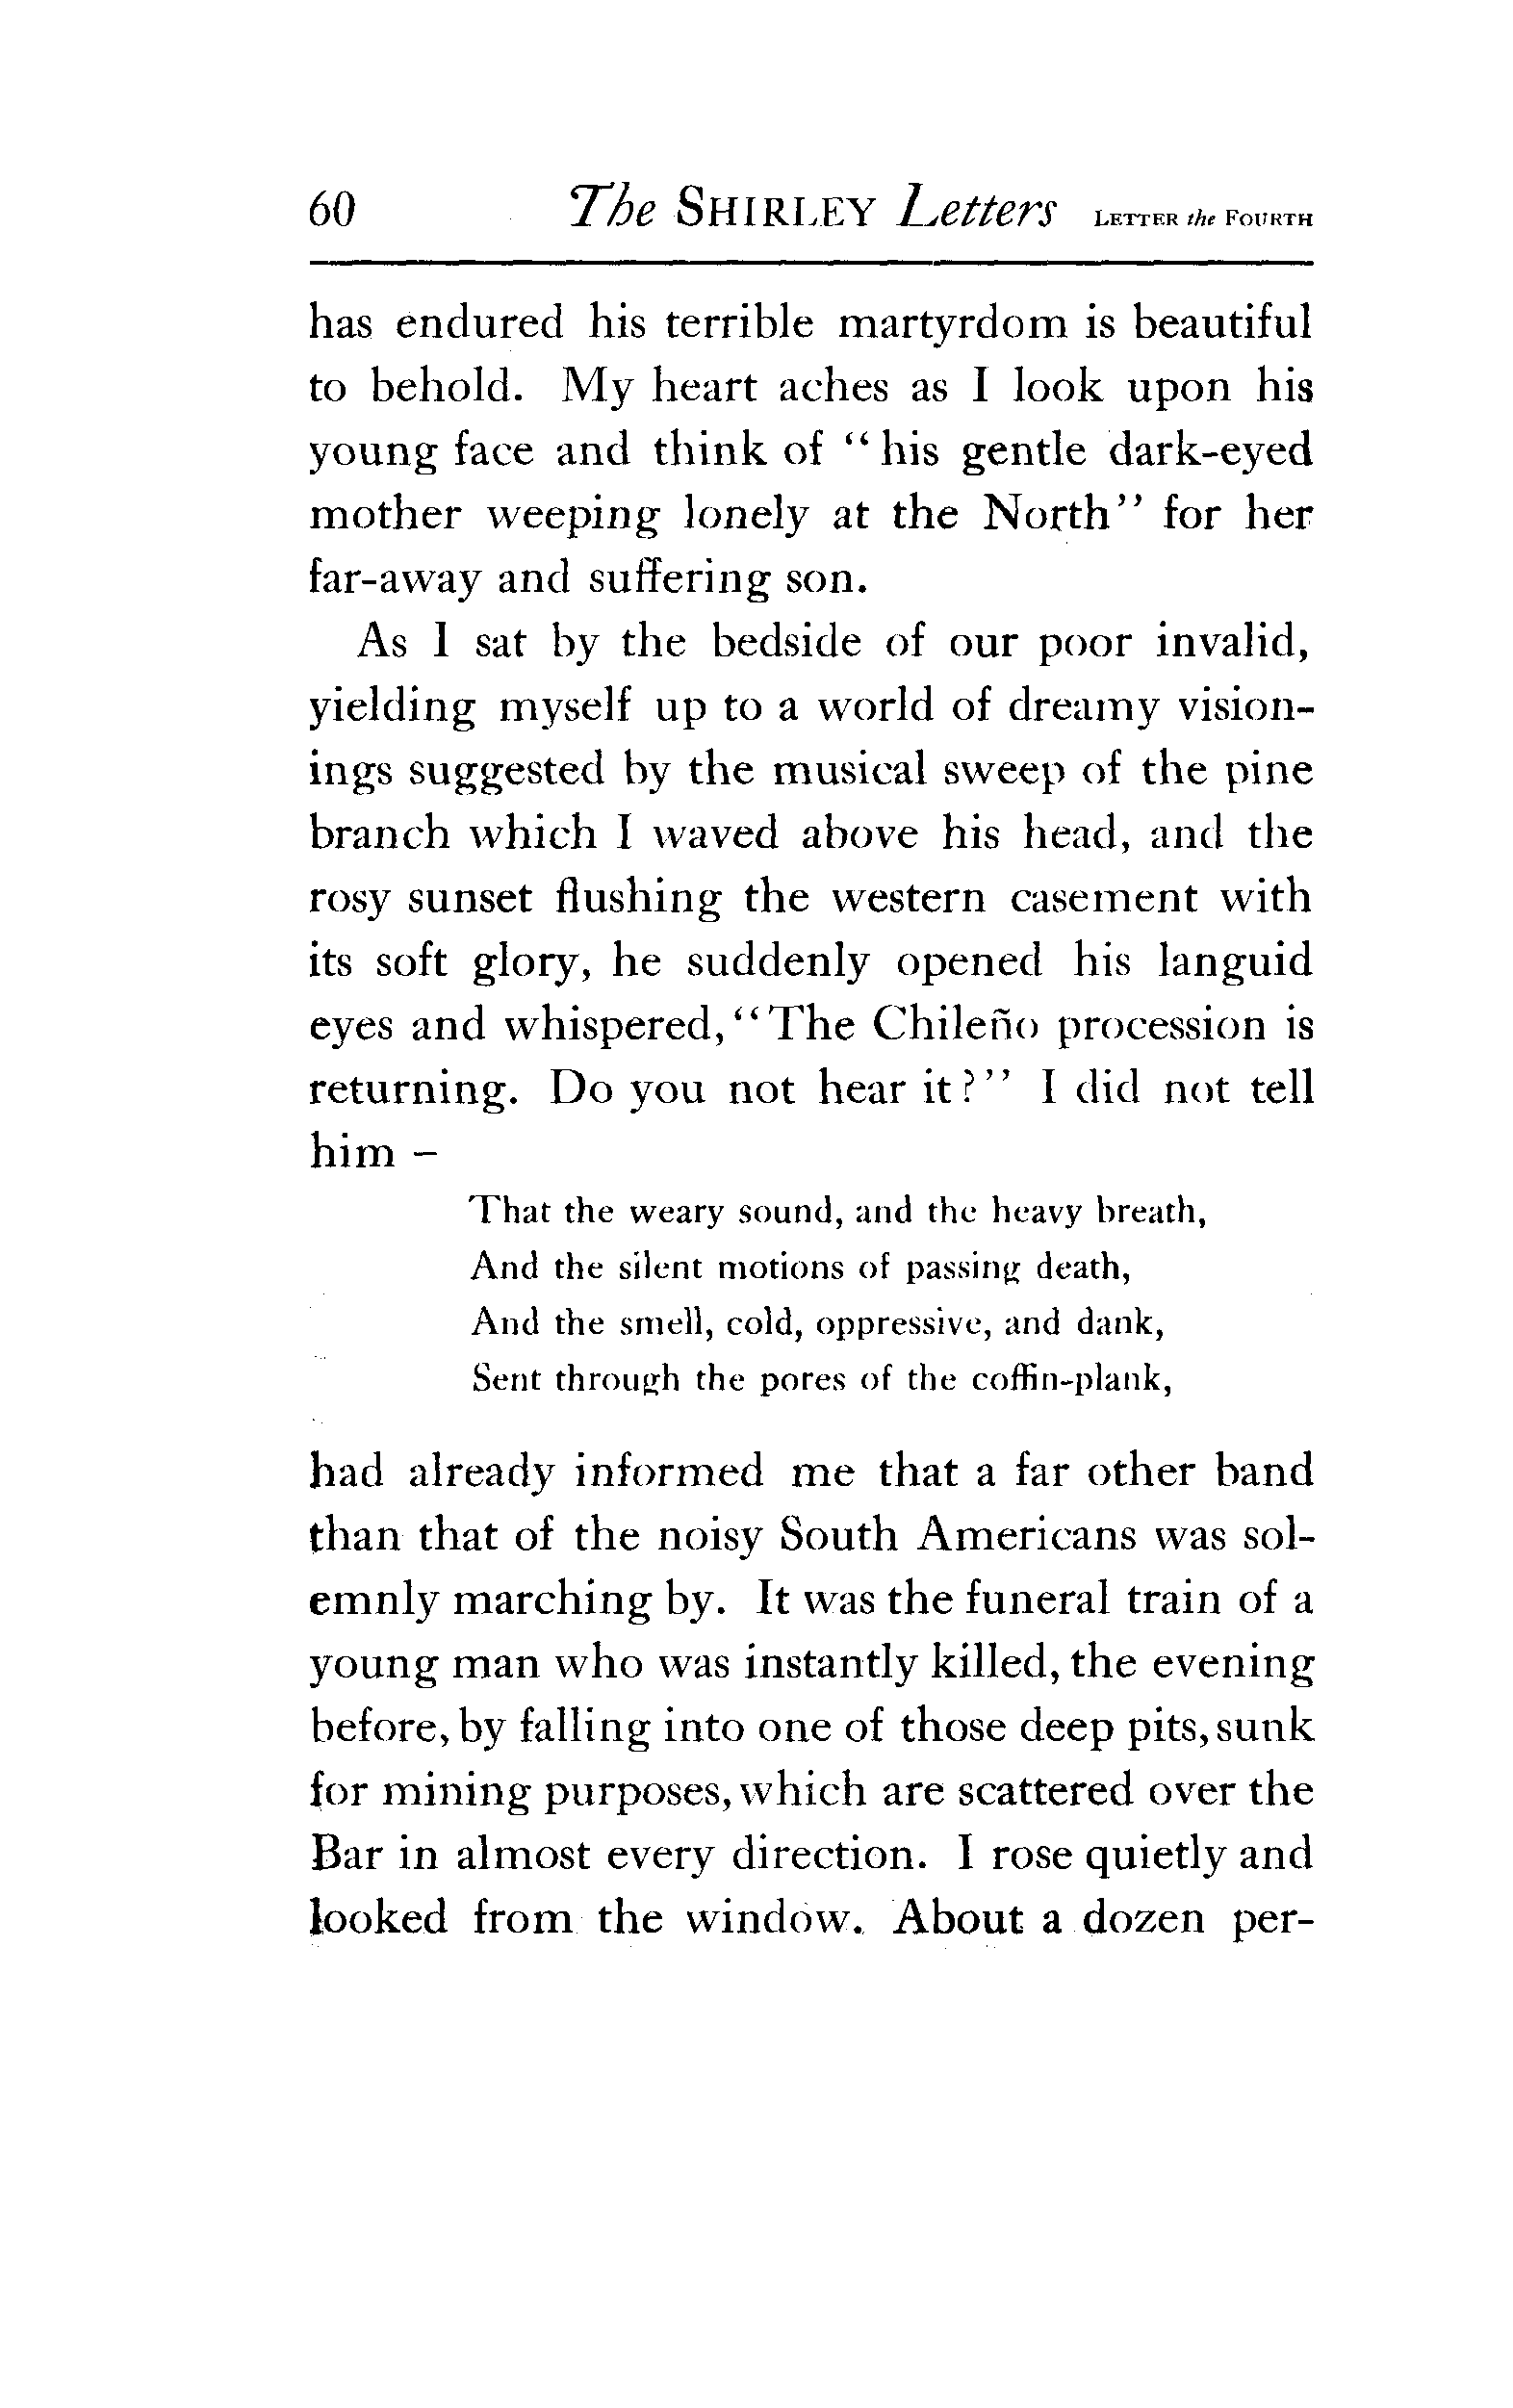 60 The SHIRLEY Letters LETTER the FOURTH
has endured his terrible martyrdom is beautiful
to behold. My heart aches as I look upon his
young face and think of “his gentle dark-eyed
mother weeping lonely at the North” for her
far-away and suffering son.
As I sat by the bedside of our poor invalid,
yielding myself up to a world of dreamy vision-
ings suggested by the musical sweep of the pine
branch which I waved above his head, and the
rosy sunset flushing the western casement with
its soft glory, he suddenly opened his languid
eyes and whispered, “The Chileño procession is
returning. Do you not hear it?” I did not tell
him –
That the weary sound, and the heavy breath,
And the silent motions of passing death,
And the smell, cold, oppressive, and dank,
Sent through the pores of the coffin-plank,
had already informed me that a far other band
than that of the noisy South Americans was sol-
emnly marching by. It was the funeral train of a
young man who was instantly killed, the evening
before, by falling into one of those deep pits, sunk
for mining purposes, which are scattered over the
Bar in almost every direction. I rose quietly and
looked from the window. About a dozen per-